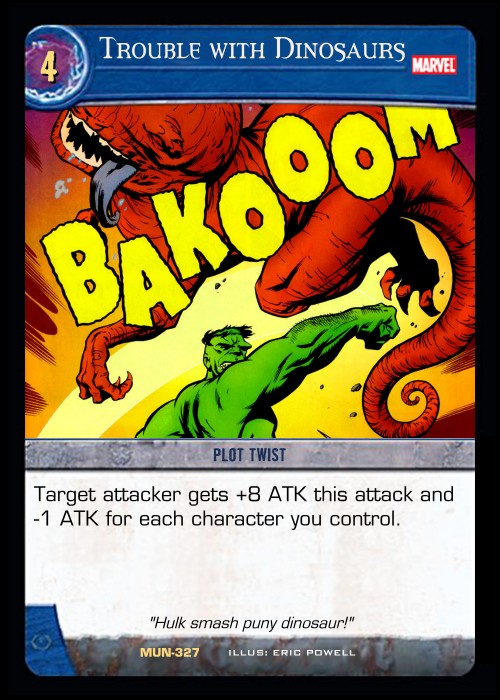 4
TROUBLE WITH DINOSAURS
MARVEL
BAKOOOM
PLOT TWIST
Target attacker gets +8 ATK this attack and
-1 ATK for each character you control.
"Hulk smash puny dinosaur!"
MUN-327 ILLUS: ERIC POWELL